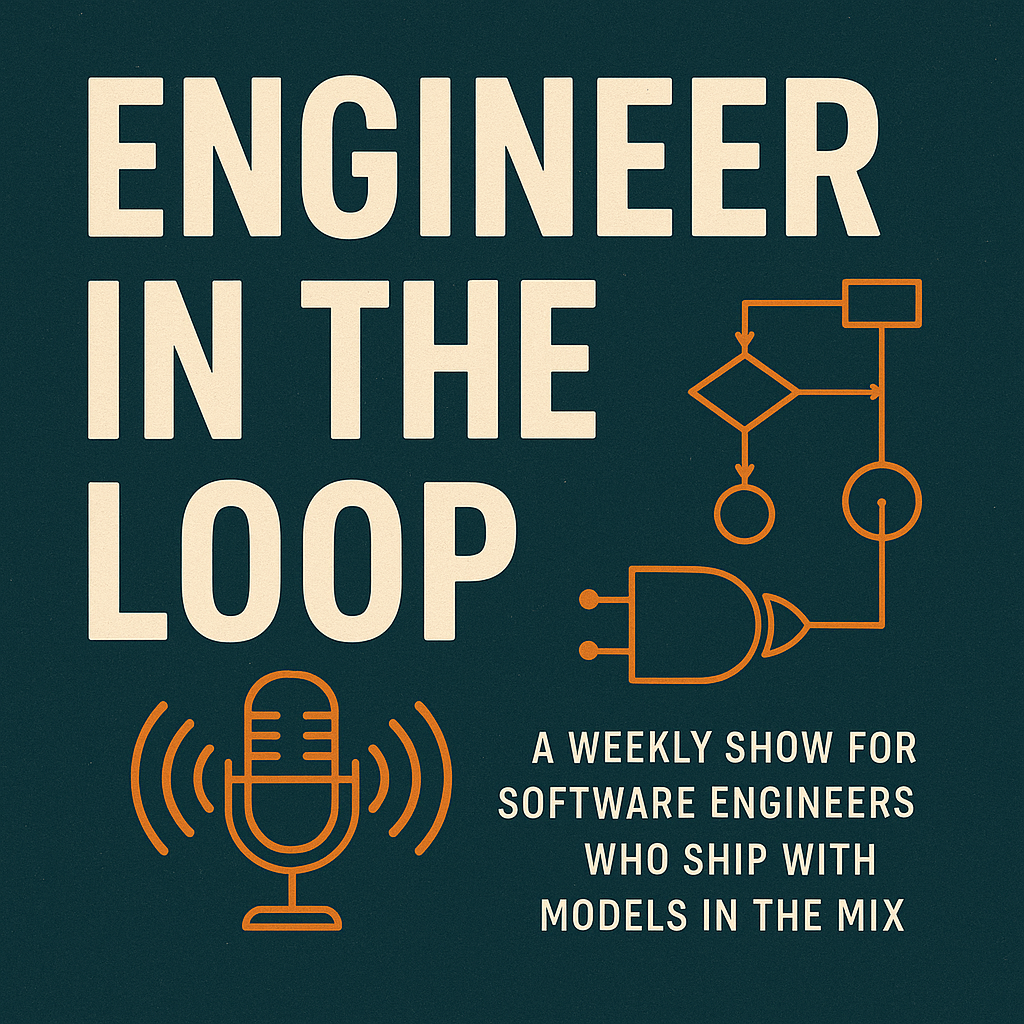 ENGINEER
IN THE
LOOP
A WEEKLY SHOW FOR
SOFTWARE ENGINEERS
WHO SHIP WITH
MODELS IN THE MIX